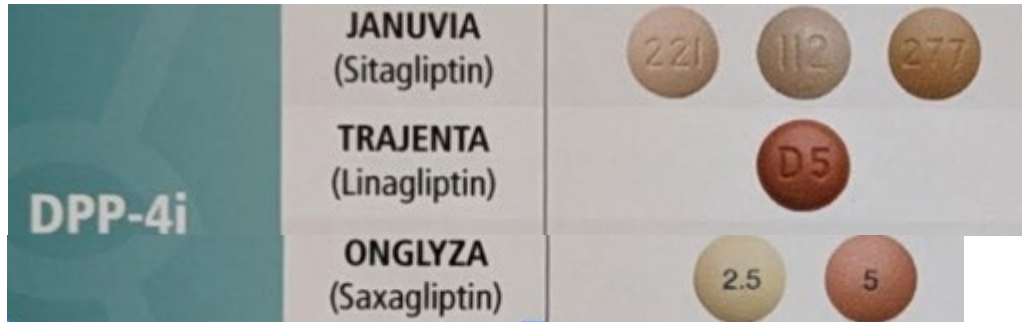 JANUVIA
(Sitagliptin)
221 112 277
TRAJENTA
(Linagliptin)
D5
DPP-4i
ONGLYZA
(Saxagliptin)
2.5 5